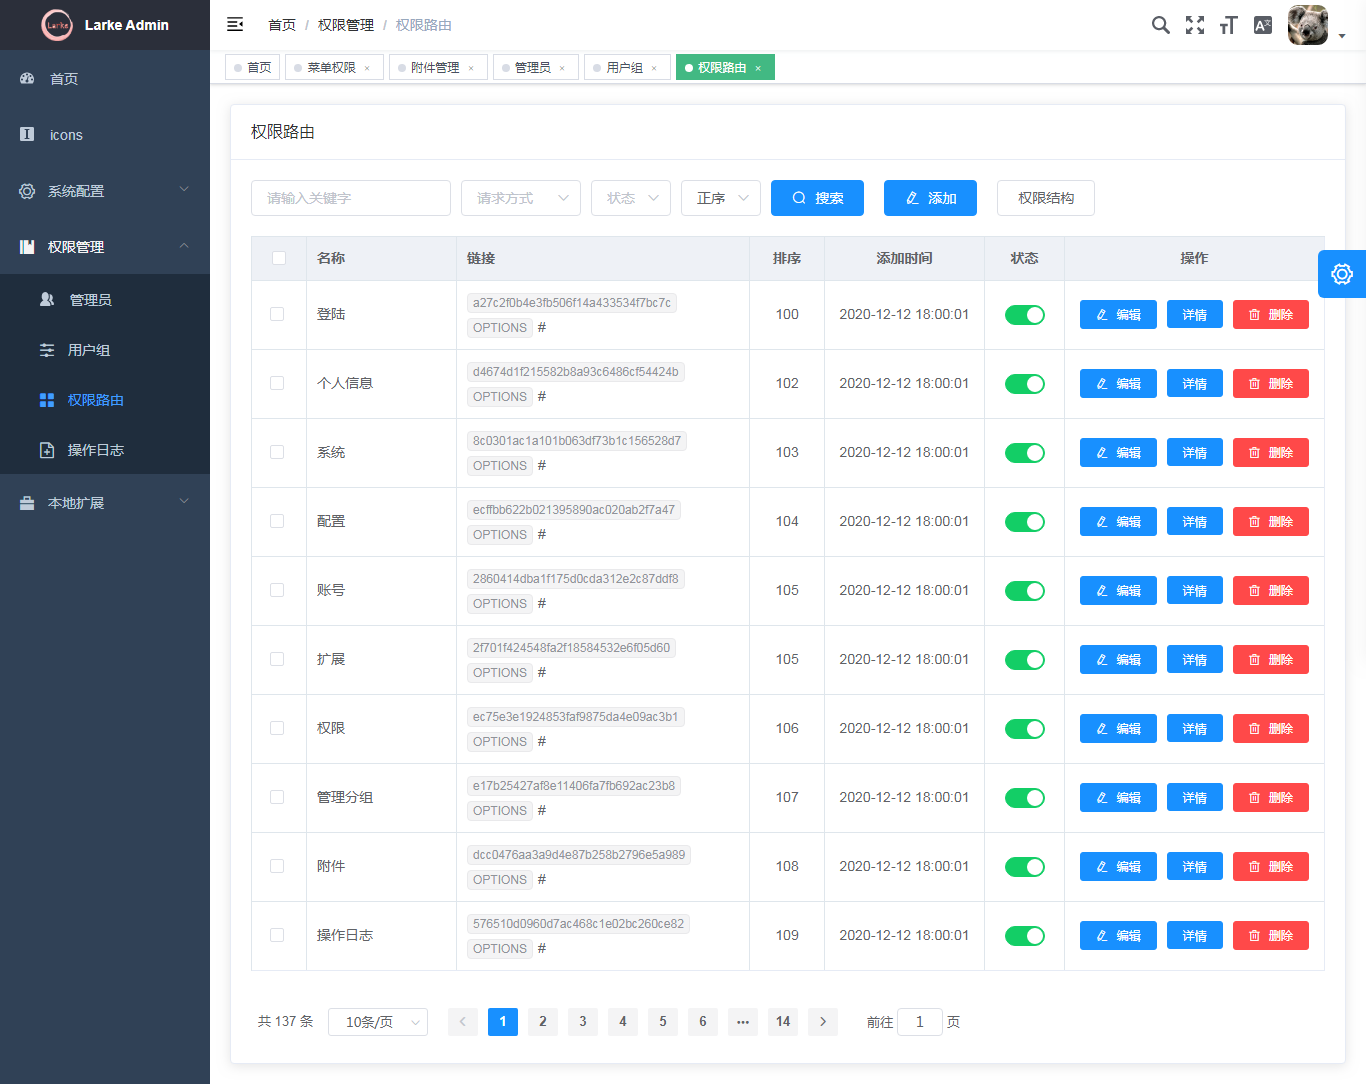 Larke
Larke Admin
首页 / 权限管理 / 权限路由
首页
icons
系统配置
权限管理
管理员
用户组
权限路由
操作日志
本地扩展
首页 菜单权限 × 附件管理 × 管理员 × 用户组 × 权限路由 ×
权限路由
请输入关键字 请求方式 状态 正序 搜索 添加 权限结构
名称 链接 排序 添加时间 状态 操作
登陆 a27c2f0b4e3fb506f14a433534f7bc7c OPTIONS # 100 2020-12-12 18:00:01 编辑 详情 删除
个人信息 d4674d1f215582b8a93c6486cf54424b OPTIONS # 102 2020-12-12 18:00:01 编辑 详情 删除
系统 8c0301ac1a101b063df73b1c156528d7 OPTIONS # 103 2020-12-12 18:00:01 编辑 详情 删除
配置 ecffbb622b021395890ac020ab2f7a47 OPTIONS # 104 2020-12-12 18:00:01 编辑 详情 删除
账号 2860414dba1f175d0cda312e2c87ddf8 OPTIONS # 105 2020-12-12 18:00:01 编辑 详情 删除
扩展 2f701f424548fa2f18584532e6f05d60 OPTIONS # 105 2020-12-12 18:00:01 编辑 详情 删除
权限 ec75e3e1924853faf9875da4e09ac3b1 OPTIONS # 106 2020-12-12 18:00:01 编辑 详情 删除
管理分组 e17b25427af8e11406fa7fb692ac23b8 OPTIONS # 107 2020-12-12 18:00:01 编辑 详情 删除
附件 dcc0476aa3a9d4e87b258b2796e5a989 OPTIONS # 108 2020-12-12 18:00:01 编辑 详情 删除
操作日志 576510d0960d7ac468c1e02bc260ce82 OPTIONS # 109 2020-12-12 18:00:01 编辑 详情 删除
共 137 条 10条/页 1 2 3 4 5 6 ··· 14 前往 1 页